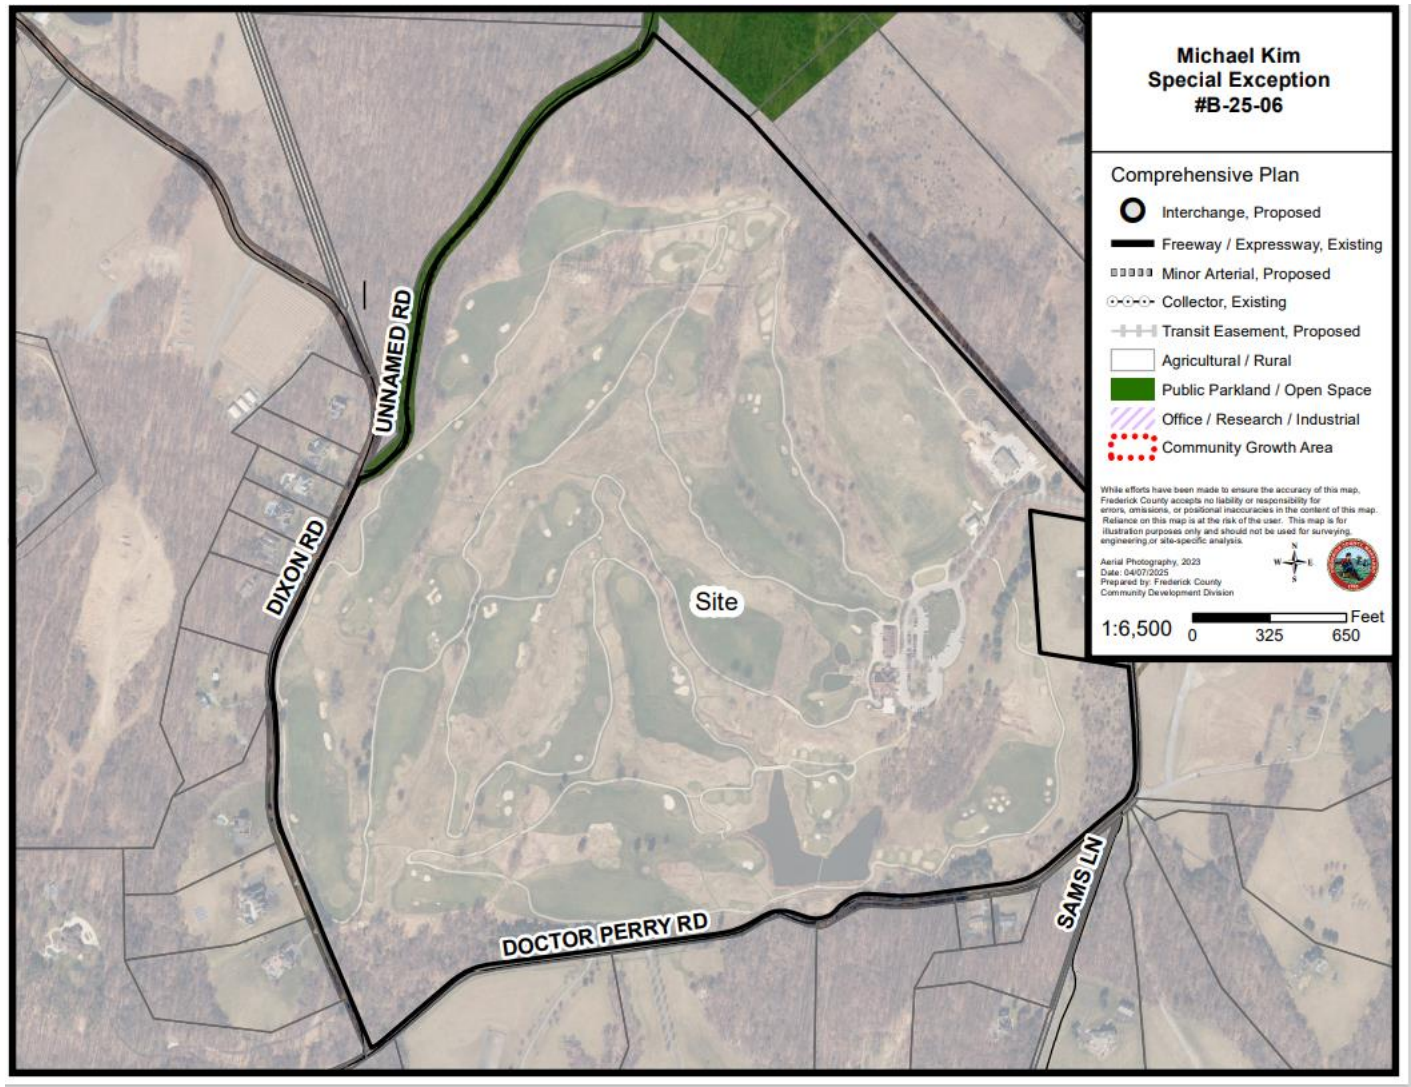 Michael Kim
Special Exception
#B-25-06
Comprehensive Plan
Interchange, Proposed
Freeway / Expressway, Existing
Minor Arterial, Proposed
Collector, Existing
Transit Easement, Proposed
Agricultural / Rural
Public Parkland / Open Space
Office / Research / Industrial
Community Growth Area
While efforts have been made to ensure the accuracy of this map,
Frederick County accepts no liability or responsibility for
errors, omissions, or positional inaccuracies in the content of this map.
Reliance on this map is at the risk of the user. This map is for
illustration purposes only and should not be used for surveying,
engineering,or site-specific analysis.
Aerial Photography, 2023
Date: 04/07/2025
Prepared by: Frederick County
Community Development Division
N
W E
S
1:6,500
Feet
0 325 650
UNNAMED RD
DIXON RD
Site
DOCTOR PERRY RD
SAMS LN